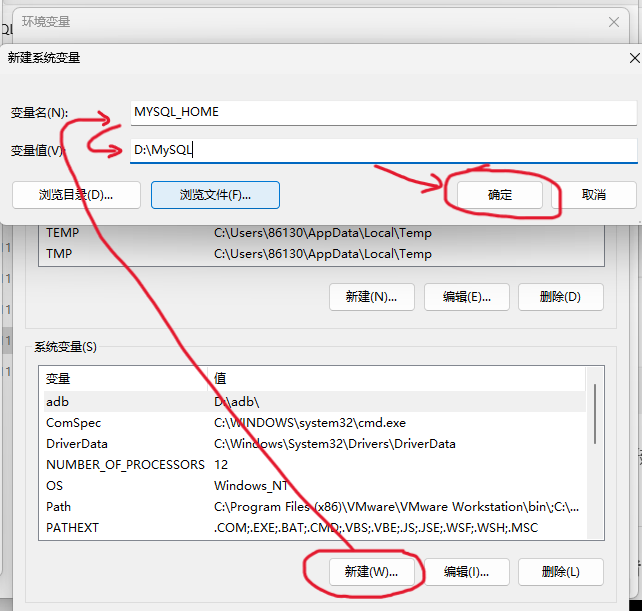 环境变量
新建系统变量
变量名(N):
MYSQL_HOME
变量值(V)
D:\MySQL
浏览目录(D)...
浏览文件(F)...
确定
取消
TEMP C:\Users\86130\AppData\Local\Temp
TMP C:\Users\86130\AppData\Local\Temp
新建(N)...
编辑(E)...
删除(D)
系统变量(S)
变量 值
adb D:\adb\
ComSpec C:\WINDOWS\system32\cmd.exe
DriverData C:\Windows\System32\Drivers\DriverData
NUMBER_OF_PROCESSORS 12
OS Windows_NT
Path C:\Program Files (x86)\VMware\VMware Workstation\bin\;C:\...
PATHEXT .COM;.EXE;.BAT;.CMD;.VBS;.VBE;.JS;.JSE;.WSF;.WSH;.MSC
新建(W)...
编辑(I)...
删除(L)